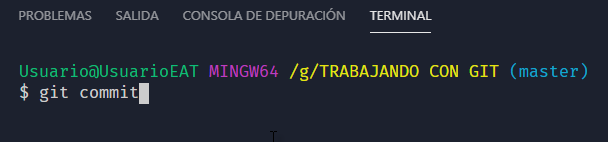 PROBLEMAS SALIDA CONSOLA DE DEPURACIÓN TERMINAL
Usuario@UsuarioEAT MINGW64 /g/TRABAJANDO CON GIT (master)
$ git commit